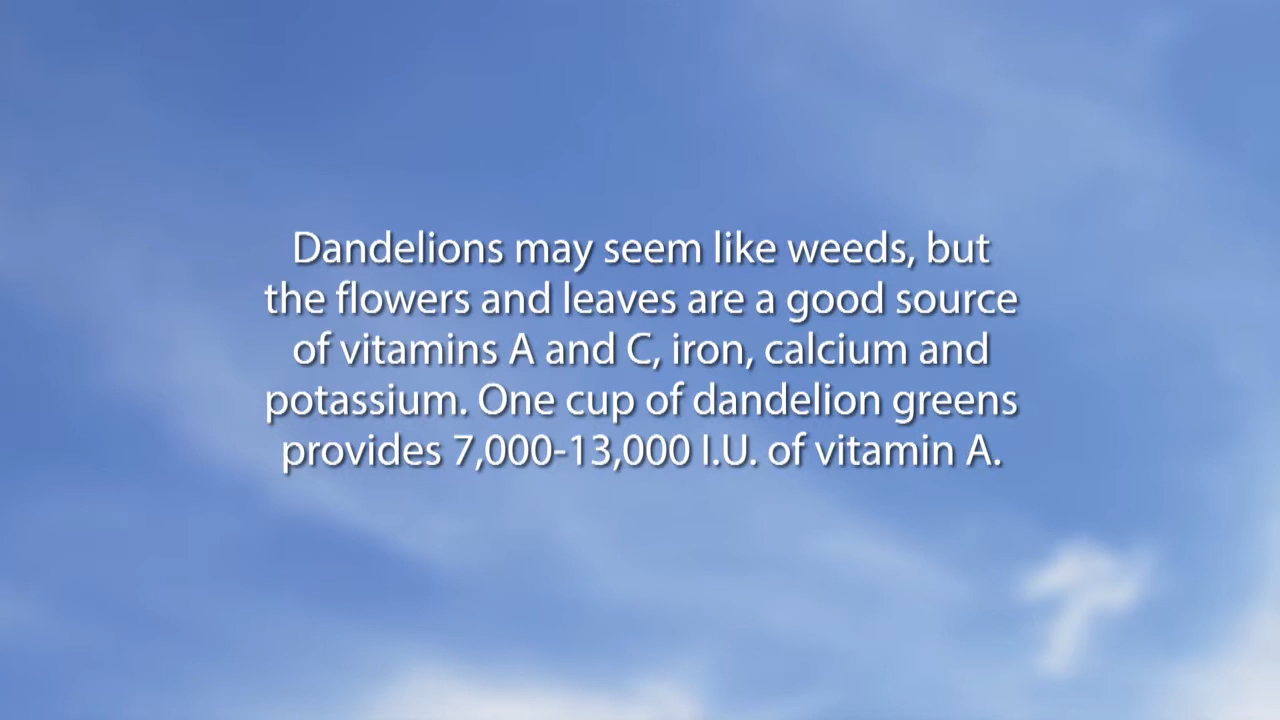 Dandelions may seem like weeds, but
the flowers and leaves are a good source
of vitamins A and C, iron, calcium and
potassium. One cup of dandelion greens
provides 7,000-13,000 I.U. of vitamin A.